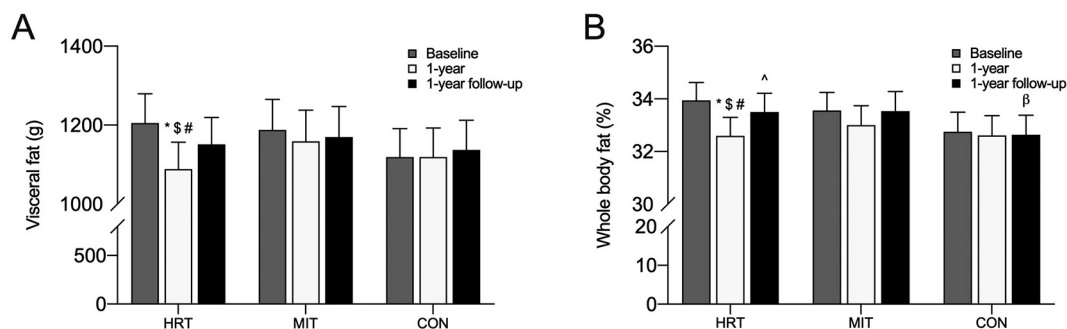 A
Visceral fat (g)
1400
1200
1000
500
0
Baseline
1-year
1-year follow-up
*$#
HRT
MIT
CON
B
Whole body fat (%)
36
34
32
30
20
10
0
Baseline
1-year
1-year follow-up
*$#
^
β
HRT
MIT
CON